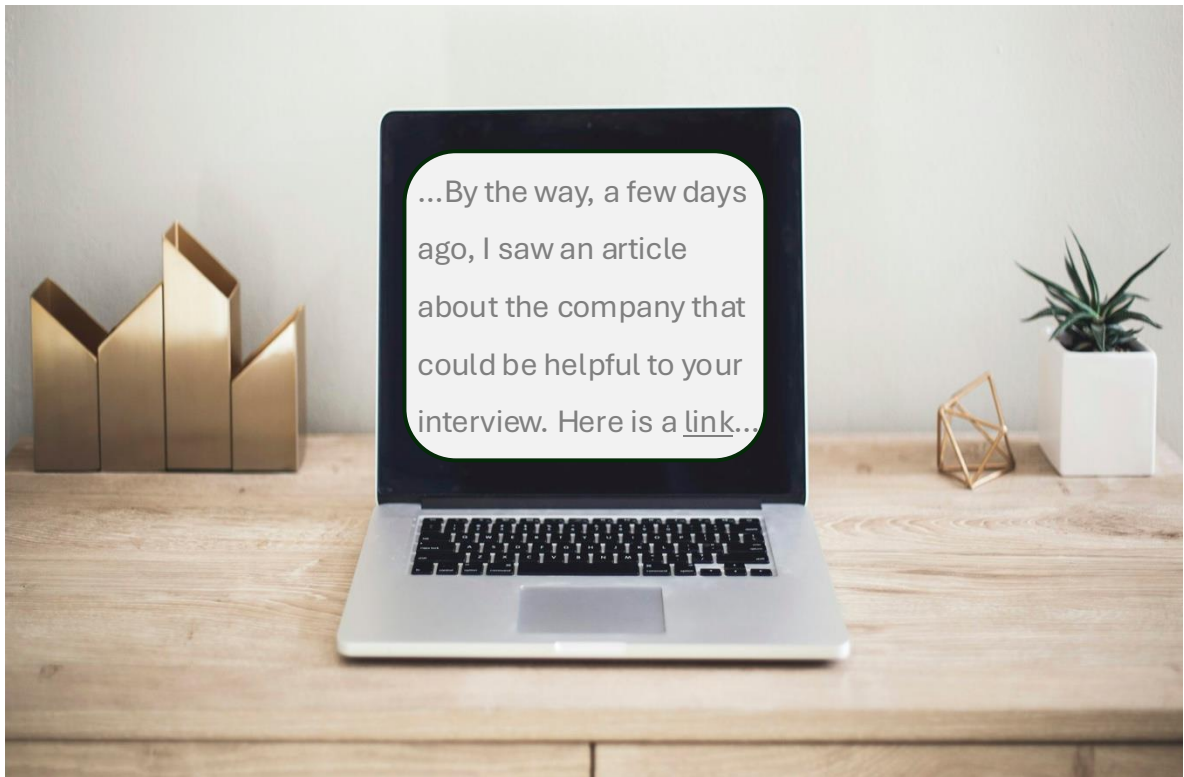 ...By the way, a few days
ago, I saw an article
about the company that
could be helpful to your
interview. Here is a link...